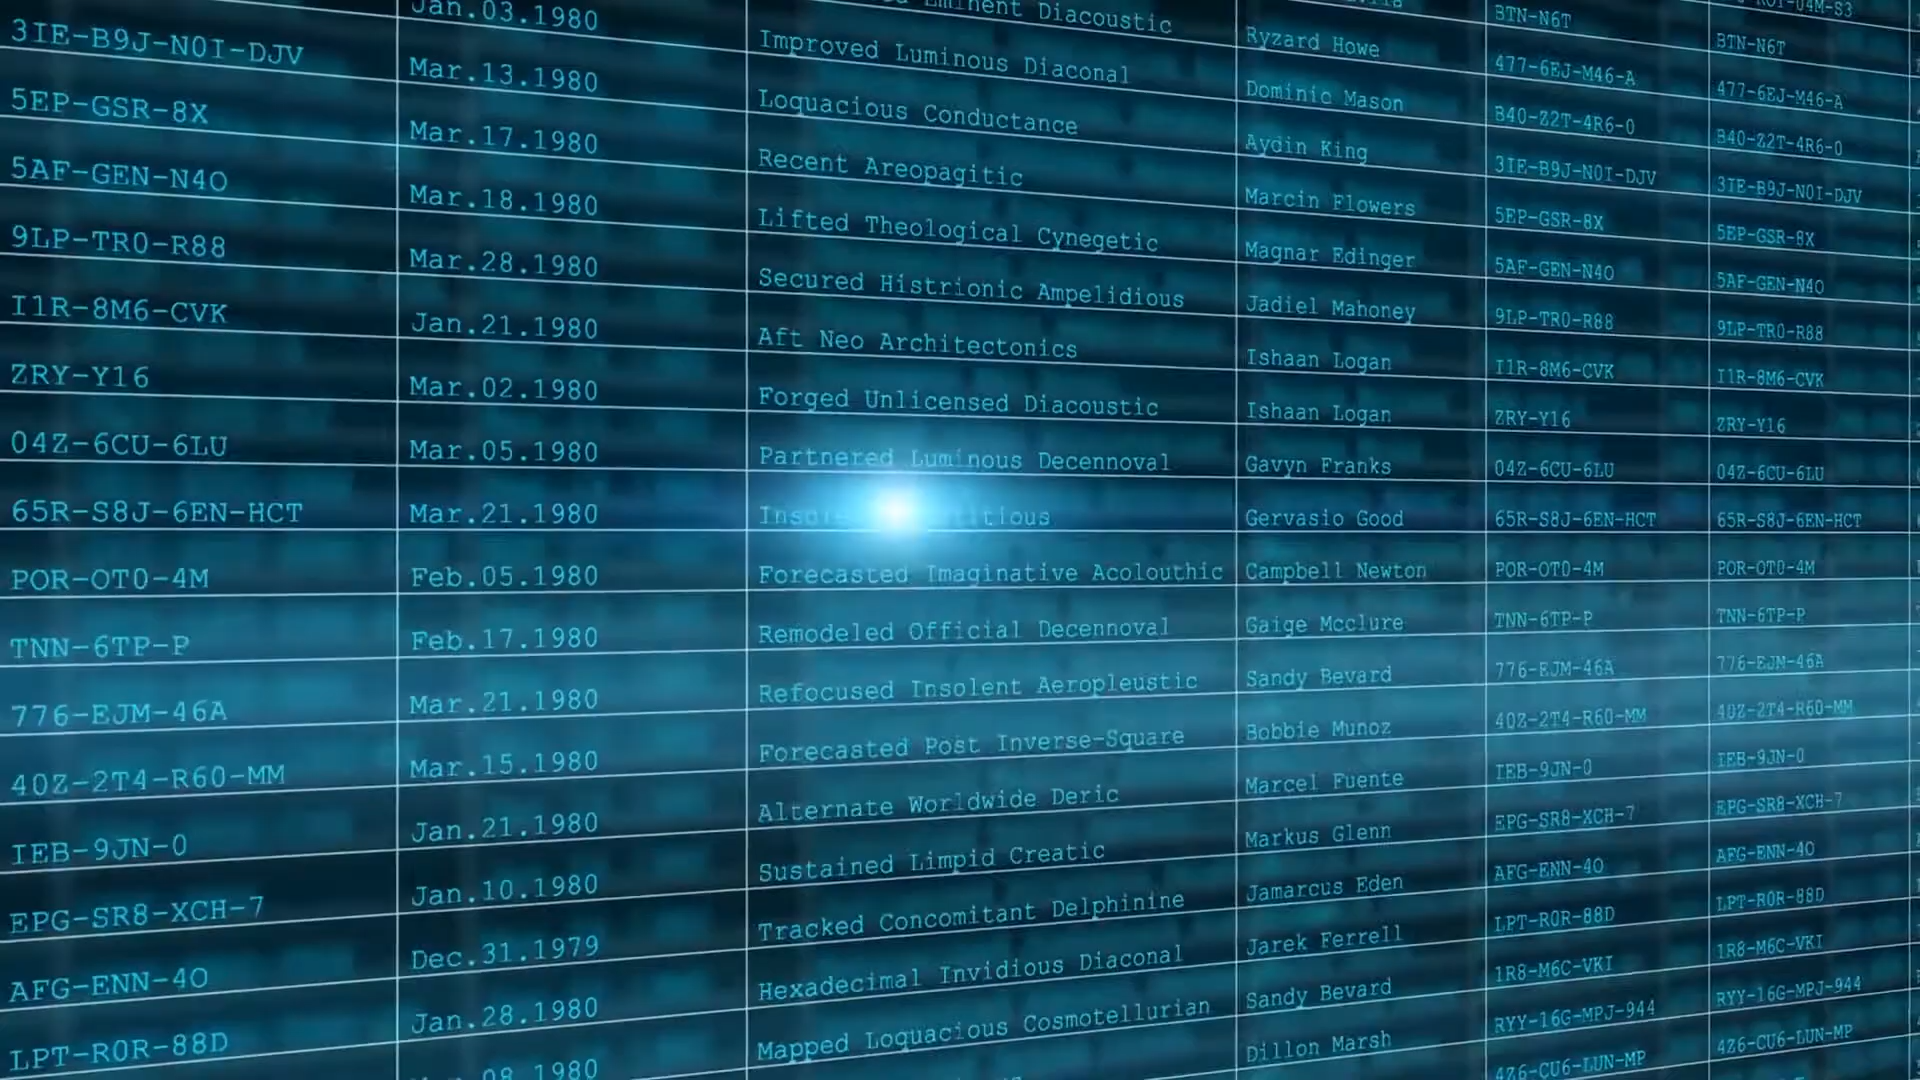 BTN-N6T BTN-N6T
Diacoustic Ryzard Howe 477-6EJ-M46-A 477-6EJ-M46-A
Jan.03.1980 Improved Luminous Diaconal Dominic Mason B40-Z2T-4R6-0 B40-Z2T-4R6-0
3IE-B9J-N0I-DJV Mar.13.1980 Loquacious Conductance Aydin King 3IE-B9J-N0I-DJV 3IE-B9J-N0I-DJV
5EP-GSR-8X Mar.17.1980 Recent Areopagitic Marcin Flowers 5EP-GSR-8X 5EP-GSR-8X
5AF-GEN-N4O Mar.18.1980 Lifted Theological Cynegetic Magnar Edinger 5AF-GEN-N4O 5AF-GEN-N4O
9LP-TR0-R88 Mar.28.1980 Secured Histrionic Ampelidious Jadiel Mahoney 9LP-TR0-R88 9LP-TR0-R88
I1R-8M6-CVK Jan.21.1980 Aft Neo Architectonics Ishaan Logan I1R-8M6-CVK I1R-8M6-CVK
ZRY-Y16 Mar.02.1980 Forged Unlicensed Diacoustic Ishaan Logan ZRY-Y16 ZRY-Y16
04Z-6CU-6LU Mar.05.1980 Partnered Luminous Decennoval Gavyn Franks 04Z-6CU-6LU 04Z-6CU-6LU
65R-S8J-6EN-HCT Mar.21.1980 Gervasio Good 65R-S8J-6EN-HCT 65R-S8J-6EN-HCT
POR-OT0-4M Feb.05.1980 Forecasted Imaginative Acolouthic Campbell Newton POR-OT0-4M POR-OT0-4M
TNN-6TP-P Feb.17.1980 Remodeled Official Decennoval Gaige Mcclure TNN-6TP-P TNN-6TP-P
776-EJM-46A Mar.21.1980 Refocused Insolent Aeropleustic Sandy Bevard 776-EJM-46A 776-EJM-46A
40Z-2T4-R60-MM Mar.15.1980 Forecasted Post Inverse-Square Bobbie Munoz 40Z-2T4-R60-MM 40Z-2T4-R60-MM
IEB-9JN-0 Jan.21.1980 Alternate Worldwide Deric Marcel Fuente IEB-9JN-0 IEB-9JN-0
EPG-SR8-XCH-7 Jan.10.1980 Sustained Limpid Creatic Markus Glenn EPG-SR8-XCH-7 EPG-SR8-XCH-7
AFG-ENN-4O Dec.31.1979 Tracked Concomitant Delphinine Jamarcus Eden AFG-ENN-4O AFG-ENN-4O
LPT-R0R-88D Jan.28.1980 Hexadecimal Invidious Diaconal Jarek Ferrell LPT-R0R-88D LPT-R0R-88D
Mapped Loquacious Cosmotellurian Sandy Bevard 1R8-M6C-VKI 1R8-M6C-VKI
Dillon Marsh RYY-16G-MPJ-944 RYY-16G-MPJ-944
4Z6-CU6-LUN-MP 4Z6-CU6-LUN-MP